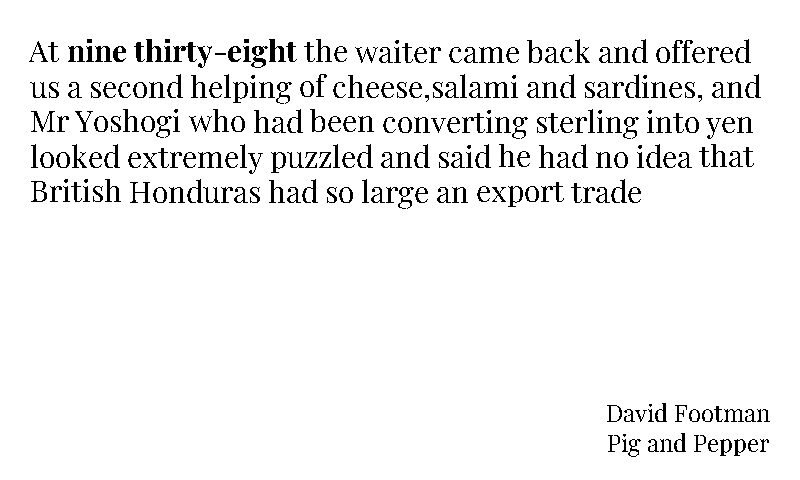 At nine thirty-eight the waiter came back and offered
us a second helping of cheese,salami and sardines, and
Mr Yoshogi who had been converting sterling into yen
looked extremely puzzled and said he had no idea that
British Honduras had so large an export trade
David Footman
Pig and Pepper